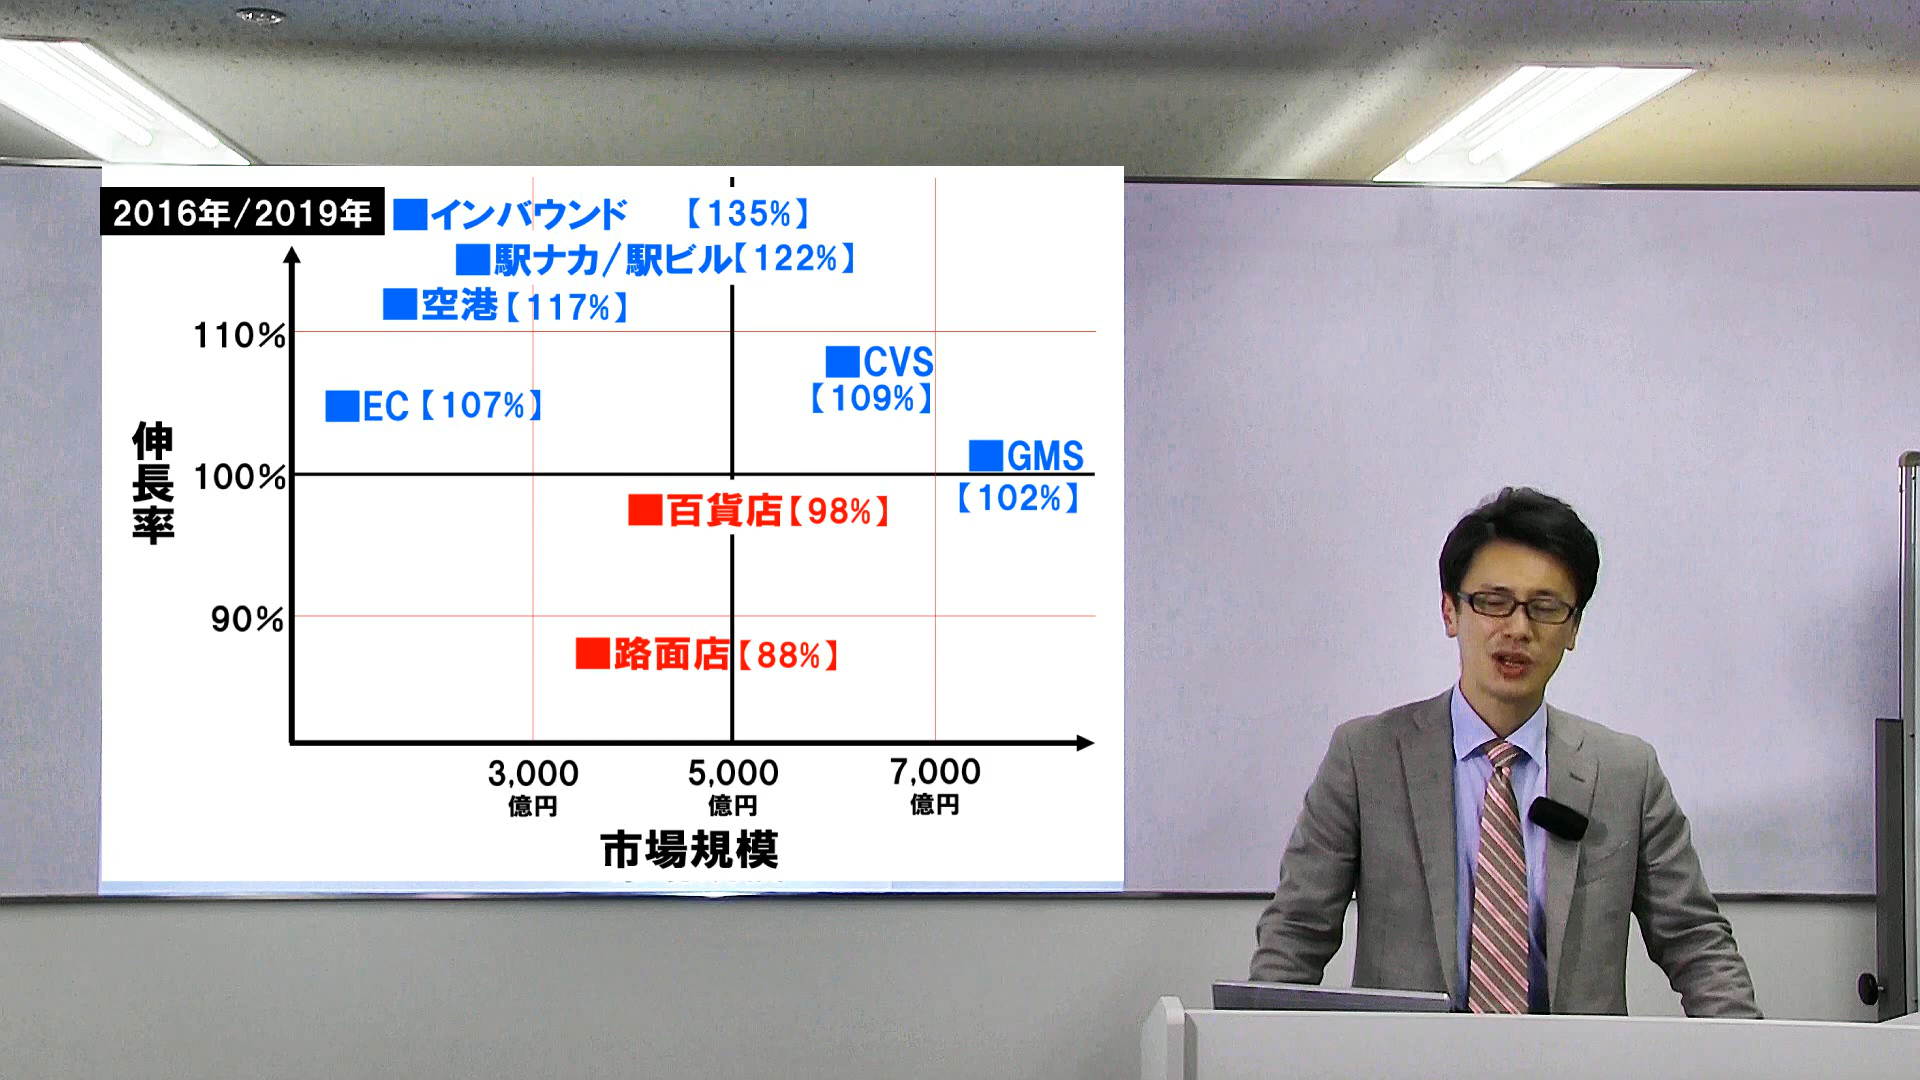 2016年/2019年
■インバウンド 【135%】
■駅ナカ/駅ビル【122%】
■空港【117%】
110%
■CVS
【109%】
■EC【107%】
伸長率
■GMS
100%
【102%】
■百貨店【98%】
90%
■路面店【88%】
3,000
億円
5,000
億円
7,000
億円
市場規模